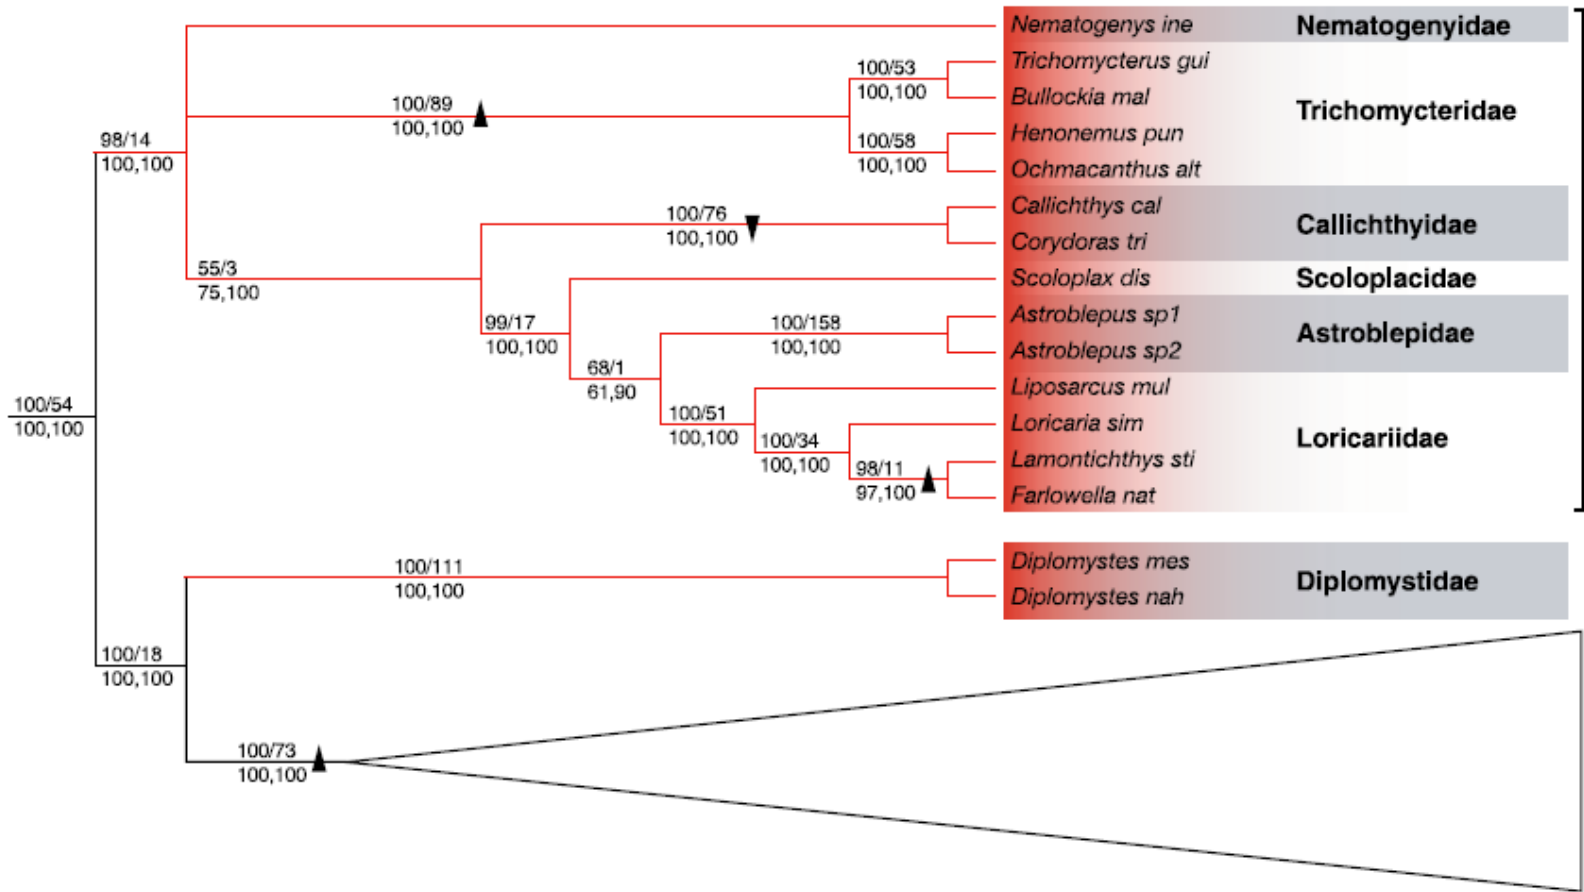 Nematogenys ine Nematogenyidae
Trichomycterus gui
100/53
100,100
Bullockia mal
Trichomycteridae
100/89
100,100
Henonemus pun
98/14
100,100
100/58
100,100
Ochmacanthus alt
Callichthys cal
100/76
100,100
Callichthyidae
Corydoras tri
55/3
75,100
Scoloplax dis Scoloplacidae
Astroblepus sp1
99/17
100,100
100/158
100,100
Astroblepidae
Astroblepus sp2
68/1
61,90
Liposarcus mul
100/54
100,100
100/51
100,100
Loricaria sim
Loricariidae
100/34
100,100
Lamontichthys sti
98/11
97,100
Farlowella nat
Diplomystes mes
100/111
100,100
Diplomystidae
Diplomystes nah
100/18
100,100
100/73
100,100